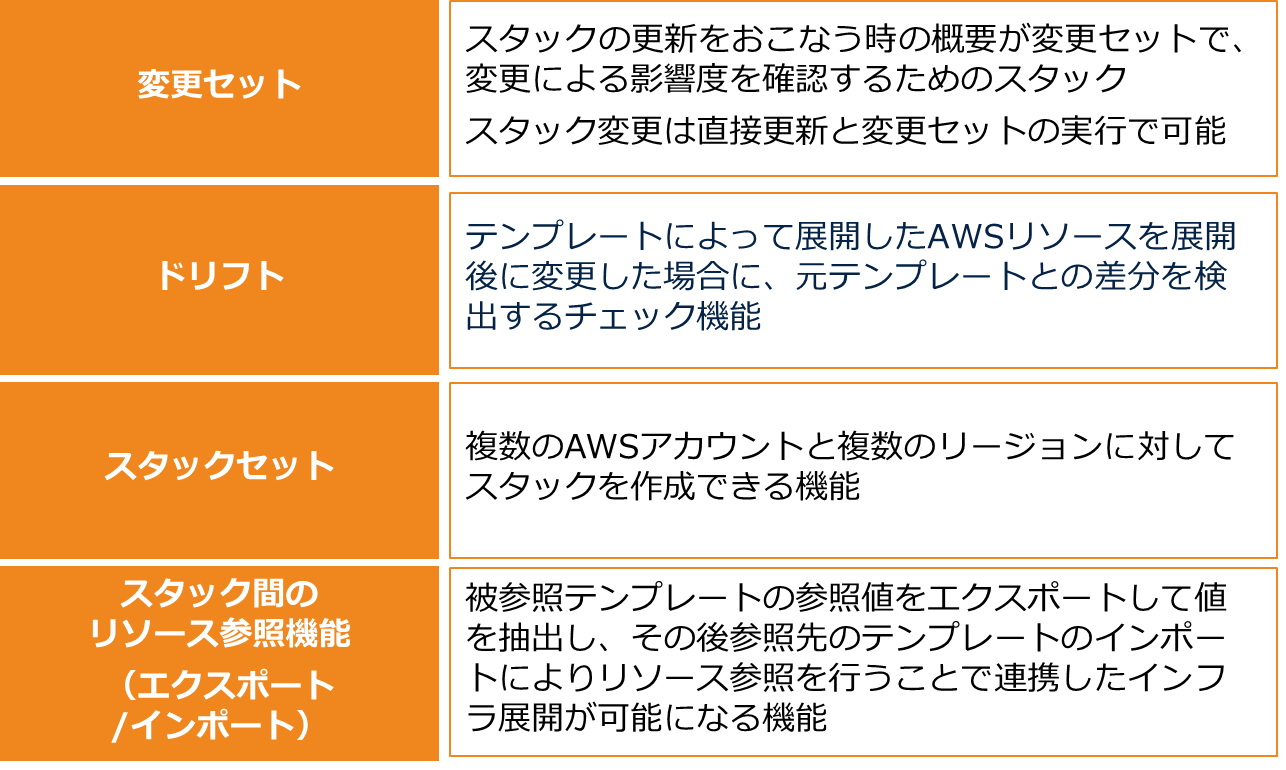 変更セット
スタックの更新をおこなう時の概要が変更セットで、
変更による影響度を確認するためのスタック
スタック変更は直接更新と変更セットの実行で可能
ドリフト
テンプレートによって展開したAWSリソースを展開
後に変更した場合に、元テンプレートとの差分を検
出するチェック機能
スタックセット
複数のAWSアカウントと複数のリージョンに対して
スタックを作成できる機能
スタック間の
リソース参照機能
（エクスポート
/インポート）
被参照テンプレートの参照値をエクスポートして値
を抽出し、その後参照先のテンプレートのインポー
トによりリソース参照を行うことで連携したインフ
ラ展開が可能になる機能